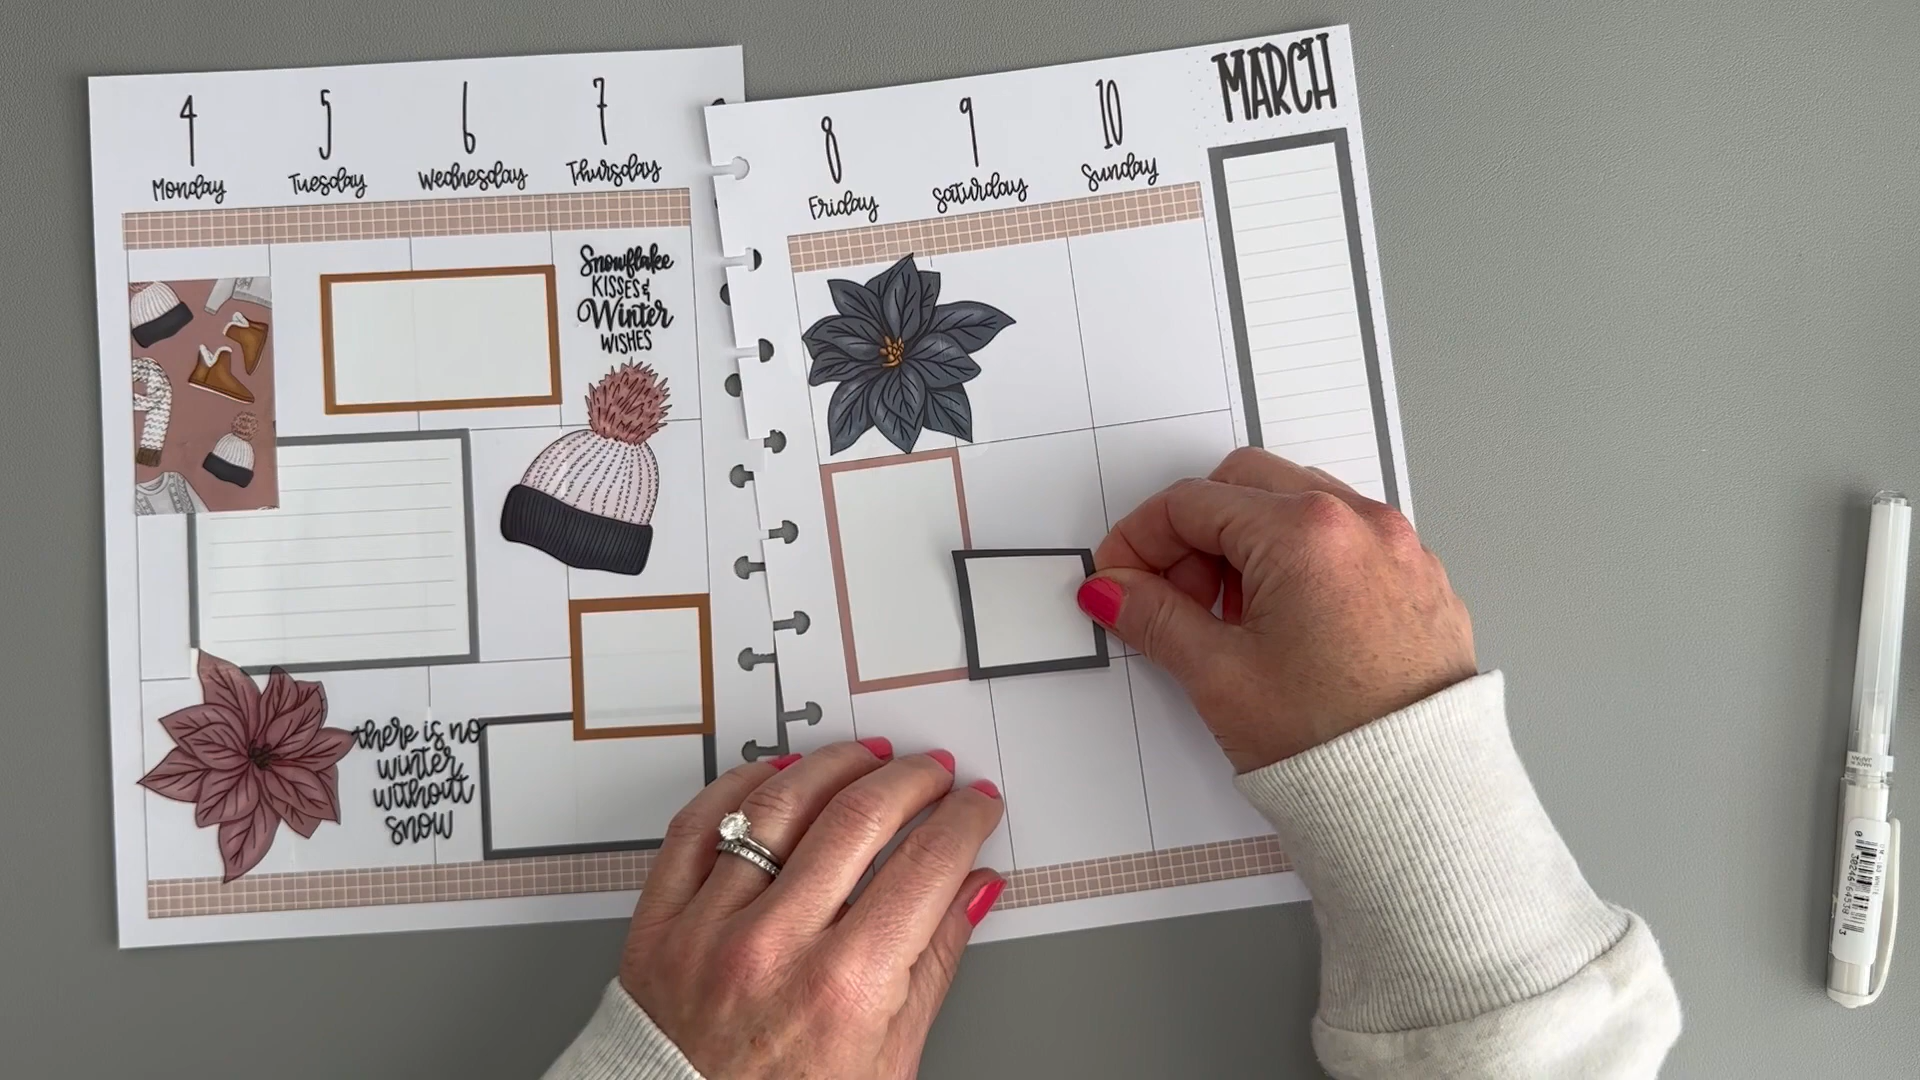 4
5
6
7
Monday
Tuesday
Wednesday
Thursday
Snowflake
KISSES &
Winter
WISHES
there is no
winter
without
snow
8
9
10
Friday
Saturday
Sunday
MARCH